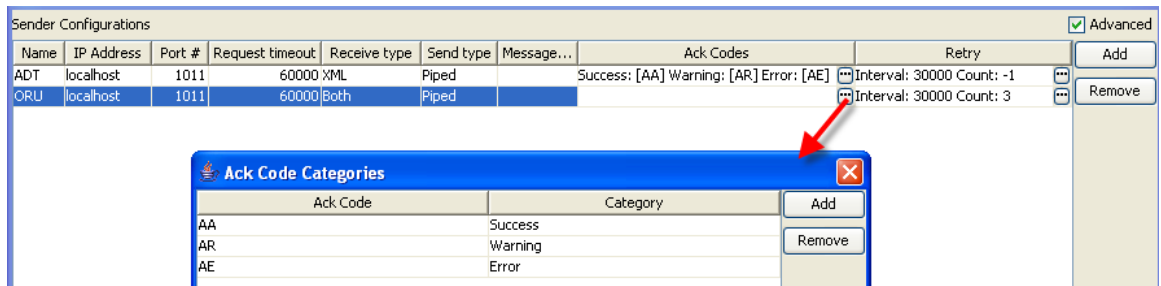 Sender Configurations Advanced
Name IP Address Port # Request timeout Receive type Send type Message... Ack Codes Retry Add
ADT localhost 1011 60000 XML Piped Success: [AA] Warning: [AR] Error: [AE] Interval: 30000 Count: -1
ORU localhost 1011 60000 Both Piped Interval: 30000 Count: 3 Remove
Ack Code Categories
Ack Code Category Add
AA Success
AR Warning Remove
AE Error